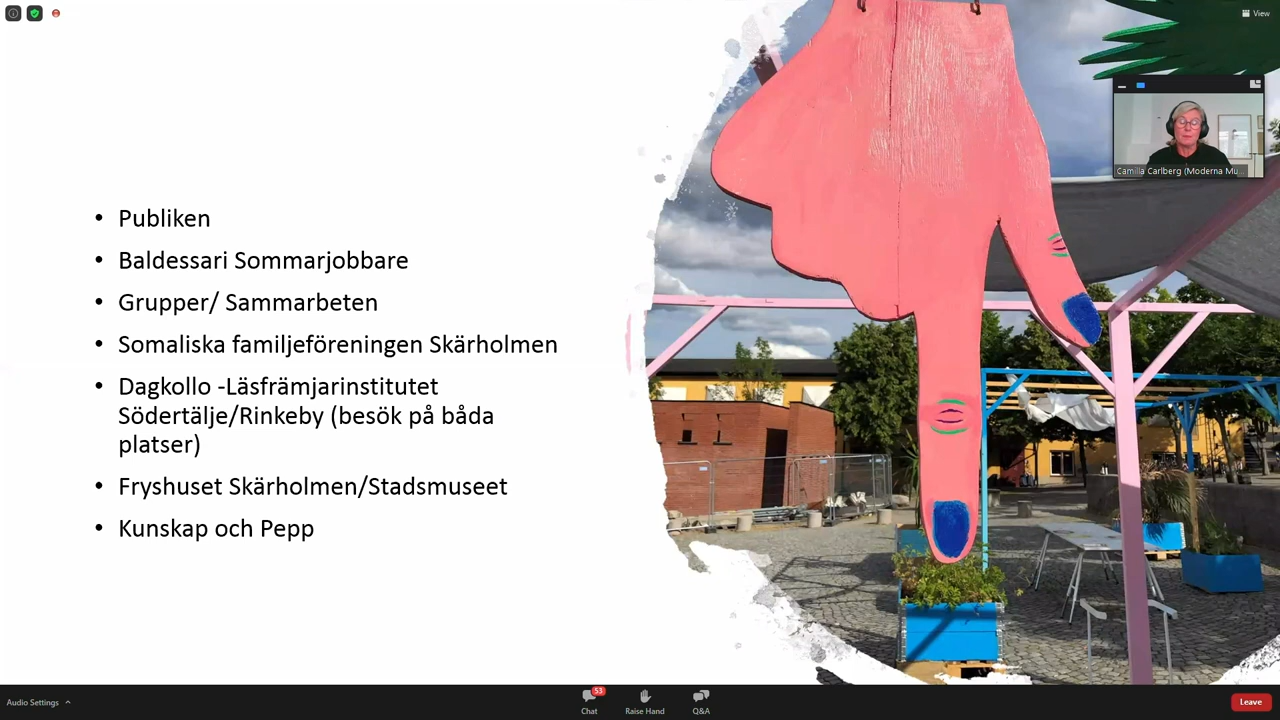 View
Camilla Carlberg (Moderna Mu...
• Publiken
• Baldessari Sommarjobbare
• Grupper/ Sammarbeten
• Somaliska familjeföreningen Skärholmen
• Dagkollo -Läsfrämjarinstitutet
Södertälje/Rinkeby (besök på båda
platser)
• Fryshuset Skärholmen/Stadsmuseet
• Kunskap och Pepp
Audio Settings
53
Chat
Raise Hand
Q&A
Leave